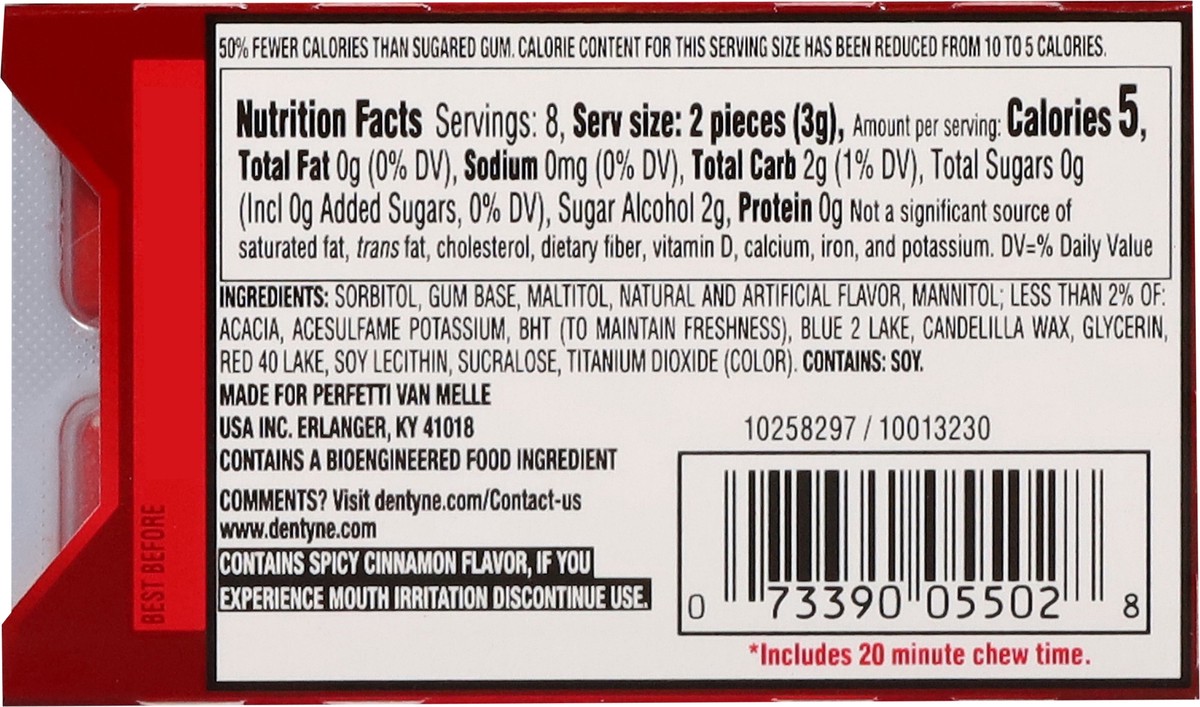 50% FEWER CALORIES THAN SUGARED GUM. CALORIE CONTENT FOR THIS SERVING SIZE HAS BEEN REDUCED FROM 10 TO 5 CALORIES.
Nutrition Facts Servings: 8, Serv size: 2 pieces (3g), Amount per serving: Calories 5,
Total Fat 0g (0% DV), Sodium 0mg (0% DV), Total Carb 2g (1% DV), Total Sugars 0g
(Incl 0g Added Sugars, 0% DV), Sugar Alcohol 2g, Protein 0g Not a significant source of
saturated fat, trans fat, cholesterol, dietary fiber, vitamin D, calcium, iron, and potassium. DV=% Daily Value
INGREDIENTS: SORBITOL, GUM BASE, MALTITOL, NATURAL AND ARTIFICIAL FLAVOR, MANNITOL; LESS THAN 2% OF:
ACACIA, ACESULFAME POTASSIUM, BHT (TO MAINTAIN FRESHNESS), BLUE 2 LAKE, CANDELILLA WAX, GLYCERIN,
RED 40 LAKE, SOY LECITHIN, SUCRALOSE, TITANIUM DIOXIDE (COLOR). CONTAINS: SOY.
MADE FOR PERFETTI VAN MELLE
USA INC. ERLANGER, KY 41018
CONTAINS A BIOENGINEERED FOOD INGREDIENT
COMMENTS? Visit dentyne.com/Contact-us
www.dentyne.com
CONTAINS SPICY CINNAMON FLAVOR, IF YOU
EXPERIENCE MOUTH IRRITATION DISCONTINUE USE.
10258297 / 10013230
0 73390 05502 8
*Includes 20 minute chew time.
BEST BEFORE